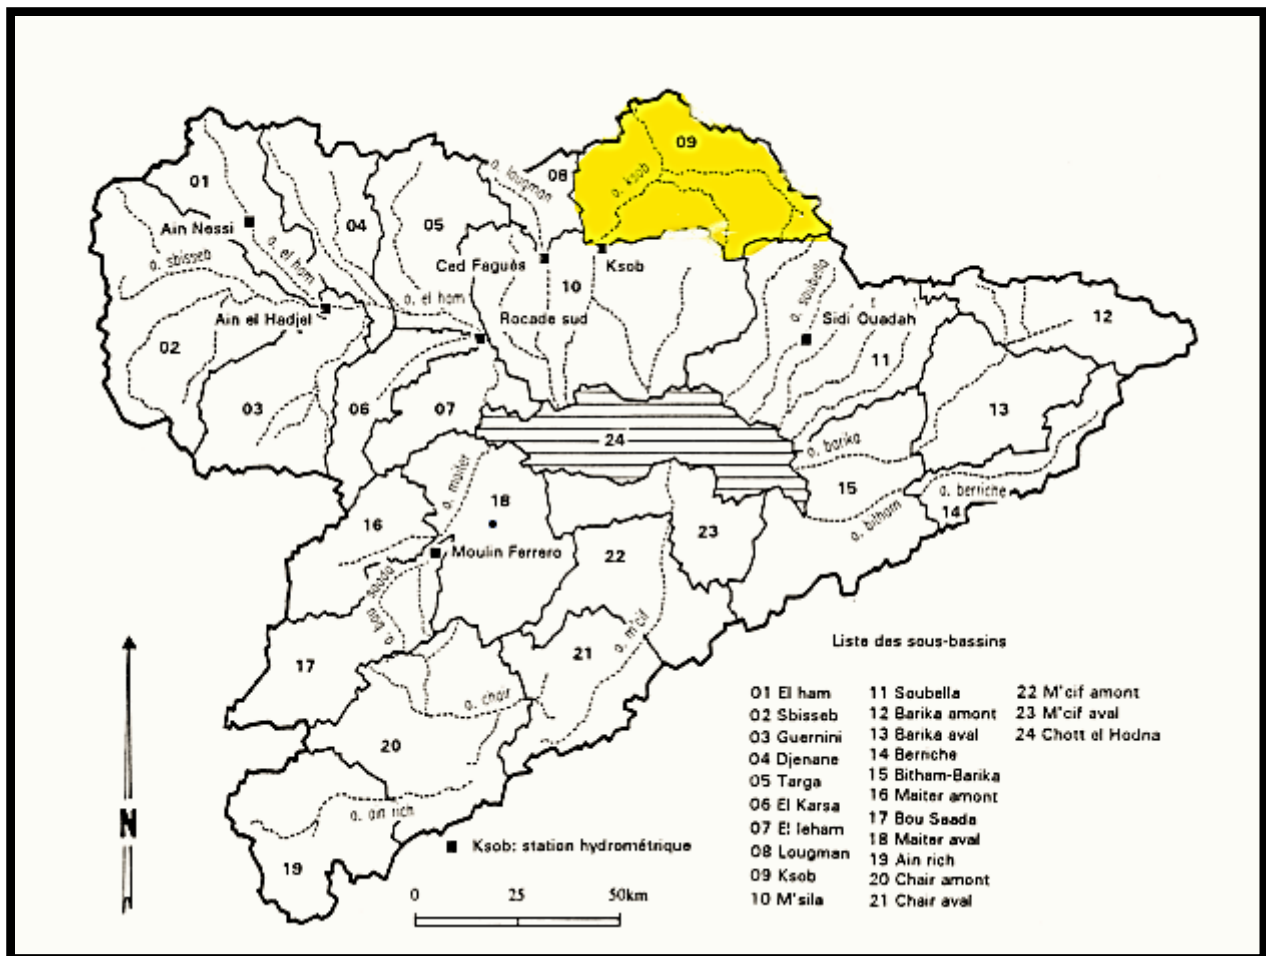 09
o. lougman
08
01
o. ksob
04
05
Ain Nessi
o. sbisseb
o. el ham
Ced Fagués
Ksob
10
o. soubella
o. el ham
Ain el Hadjel
Rocade sud
Sidi Ouadah
12
02
11
03
06
07
13
24
o. barika
o. maiter
18
15
o. berriche
14
o. bitham
16
23
Moulin Ferrero
22
o. bou saada
o. m'cif
21
17
o. chair
20
o. ain rich
19
N
Ksob: station hydrométrique
0 25 50km
Liste des sous-bassins
01 El ham
02 Sbisseb
03 Guernini
04 Djenane
05 Targa
06 El Karsa
07 El leham
08 Lougman
09 Ksob
10 M'sila
11 Soubella
12 Barika amont
13 Barika aval
14 Berriche
15 Bitham-Barika
16 Maiter amont
17 Bou Saada
18 Maiter aval
19 Ain rich
20 Chair amont
21 Chair aval
22 M'cif amont
23 M'cif aval
24 Chott el Hodna